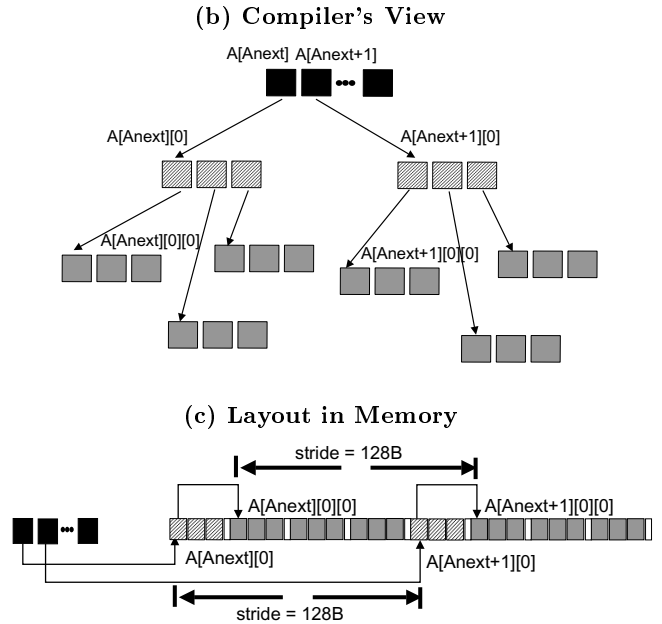 (b) Compiler's View
A[Anext] A[Anext+1]
A[Anext][0]
A[Anext+1][0]
A[Anext][0][0]
A[Anext+1][0][0]
(c) Layout in Memory
stride = 128B
A[Anext][0][0]
A[Anext+1][0][0]
A[Anext][0]
A[Anext+1][0]
stride = 128B